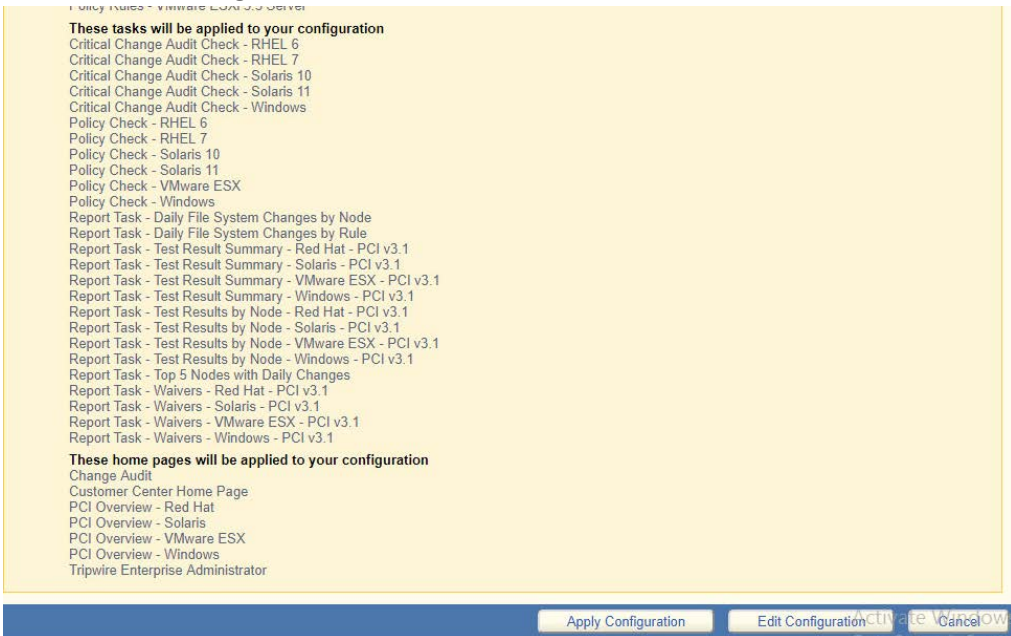 Policy Rules - VMware ESXi 5.5 Server
These tasks will be applied to your configuration
Critical Change Audit Check - RHEL 6
Critical Change Audit Check - RHEL 7
Critical Change Audit Check - Solaris 10
Critical Change Audit Check - Solaris 11
Critical Change Audit Check - Windows
Policy Check - RHEL 6
Policy Check - RHEL 7
Policy Check - Solaris 10
Policy Check - Solaris 11
Policy Check - VMware ESX
Policy Check - Windows
Report Task - Daily File System Changes by Node
Report Task - Daily File System Changes by Rule
Report Task - Test Result Summary - Red Hat - PCI v3.1
Report Task - Test Result Summary - Solaris - PCI v3.1
Report Task - Test Result Summary - VMware ESX - PCI v3.1
Report Task - Test Result Summary - Windows - PCI v3.1
Report Task - Test Results by Node - Red Hat - PCI v3.1
Report Task - Test Results by Node - Solaris - PCI v3.1
Report Task - Test Results by Node - VMware ESX - PCI v3.1
Report Task - Test Results by Node - Windows - PCI v3.1
Report Task - Top 5 Nodes with Daily Changes
Report Task - Waivers - Red Hat - PCI v3.1
Report Task - Waivers - Solaris - PCI v3.1
Report Task - Waivers - VMware ESX - PCI v3.1
Report Task - Waivers - Windows - PCI v3.1
These home pages will be applied to your configuration
Change Audit
Customer Center Home Page
PCI Overview - Red Hat
PCI Overview - Solaris
PCI Overview - VMware ESX
PCI Overview - Windows
Tripwire Enterprise Administrator
Apply Configuration Edit Configuration Cancel
Activate Window